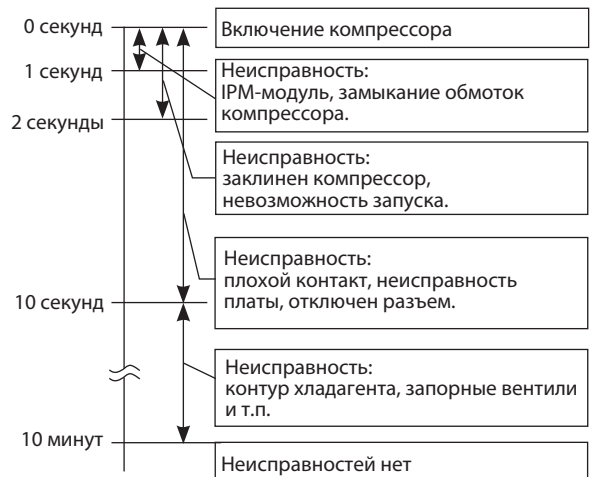 0 секунд
Включение компрессора
1 секунд
Неисправность:
IPM-модуль, замыкание обмоток
компрессора.
2 секунды
Неисправность:
заклинен компрессор,
невозможность запуска.
Неисправность:
плохой контакт, неисправность
платы, отключен разъем.
10 секунд
Неисправность:
контур хладагента, запорные вентили
и т.п.
10 минут
Неисправностей нет